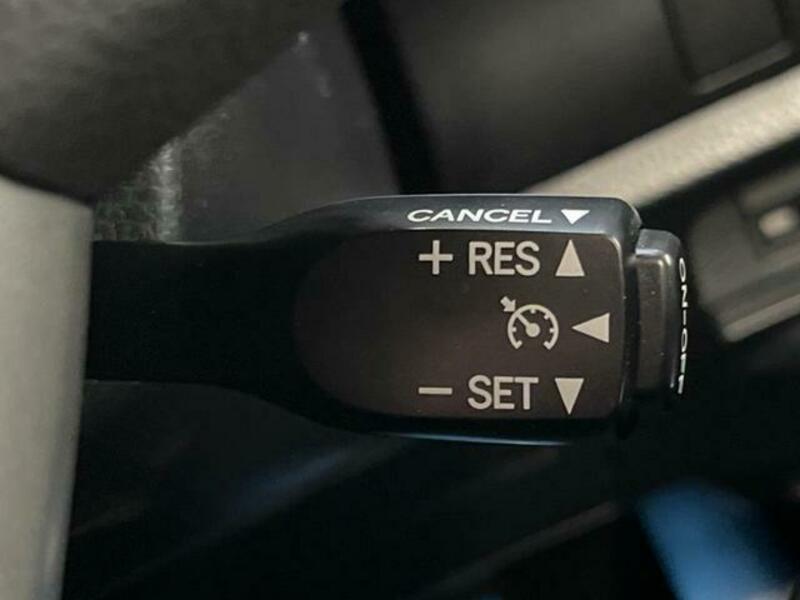 CANCEL ▼
+ RES ▲
◀
− SET ▼
ON-OFF